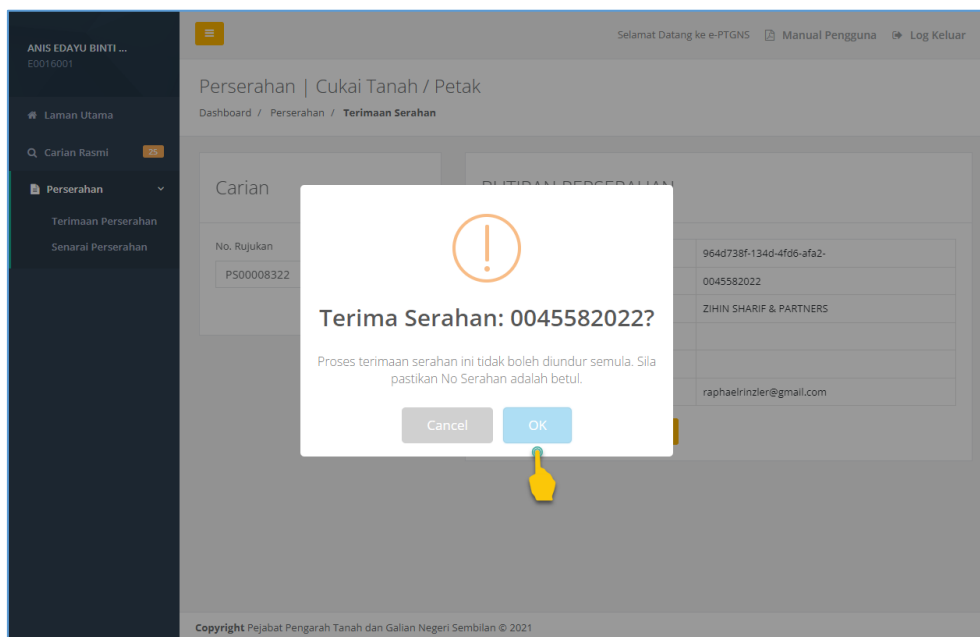 ANIS EDAYU BINTI ...
E0016001
Laman Utama
Carian Rasmi 25
Perserahan
Terimaan Perserahan
Senarai Perserahan
Selamat Datang ke e-PTGNS Manual Pengguna Log Keluar
Perserahan | Cukai Tanah / Petak
Dashboard / Perserahan / Terimaan Serahan
Carian
No. Rujukan
PS00008322
BUTIRAN PERSERAHAN
964d738f-134d-4fd6-afa2-
0045582022
ZIHIN SHARIF & PARTNERS
raphaelrinzler@gmail.com
Terima Serahan: 0045582022?
Proses terimaan serahan ini tidak boleh diundur semula. Sila
pastikan No Serahan adalah betul.
Cancel OK
Copyright Pejabat Pengarah Tanah dan Galian Negeri Sembilan © 2021